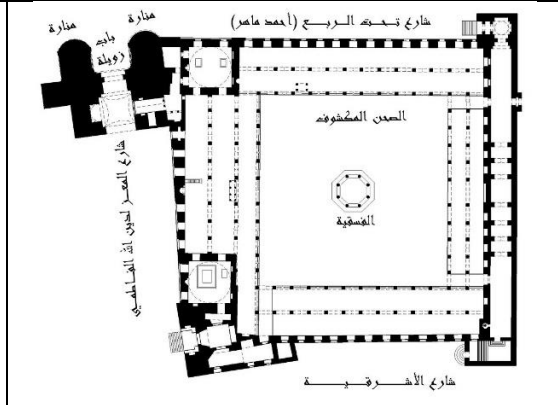 شارع تحت الربع (أحمد ماهر)
منارة
منارة
باب
زويلة
الصحن المكشوف
الفسقية
شارع المعز لدين الله الفاطمي
شارع الأشرقية